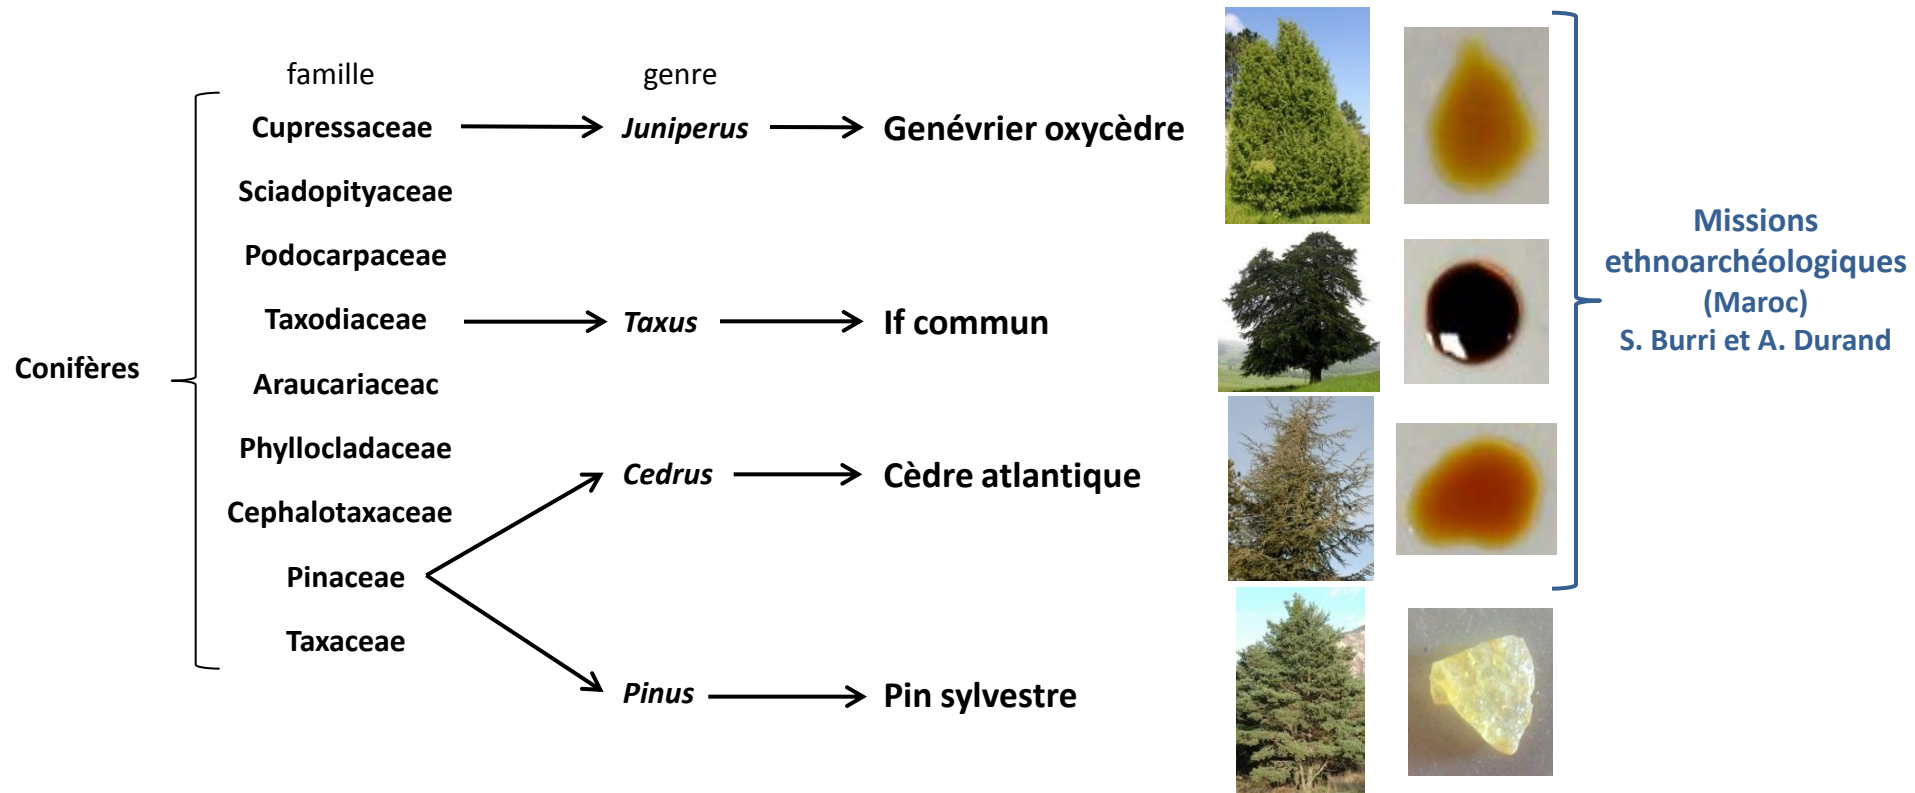 famille
genre
Cupressaceae
Juniperus
Genévrier oxycèdre
Sciadopityaceae
Podocarpaceae
Taxodiaceae
Taxus
If commun
Conifères
Araucariaceac
Phyllocladaceae
Cedrus
Cèdre atlantique
Cephalotaxaceae
Pinaceae
Taxaceae
Pinus
Pin sylvestre
Missions
ethnoarchéologiques
(Maroc)
S. Burri et A. Durand